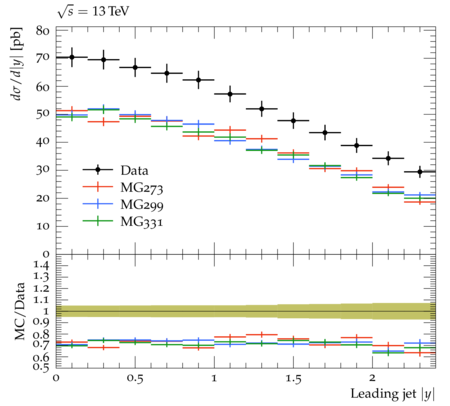 √s = 13 TeV
dσ/d|y| [pb]
80
70
60
50
40
30
20
10
0
Data
MG273
MG299
MG331
MC/Data
1.4
1.3
1.2
1.1
1
0.9
0.8
0.7
0.6
0.5
0 0.5 1 1.5 2
Leading jet |y|